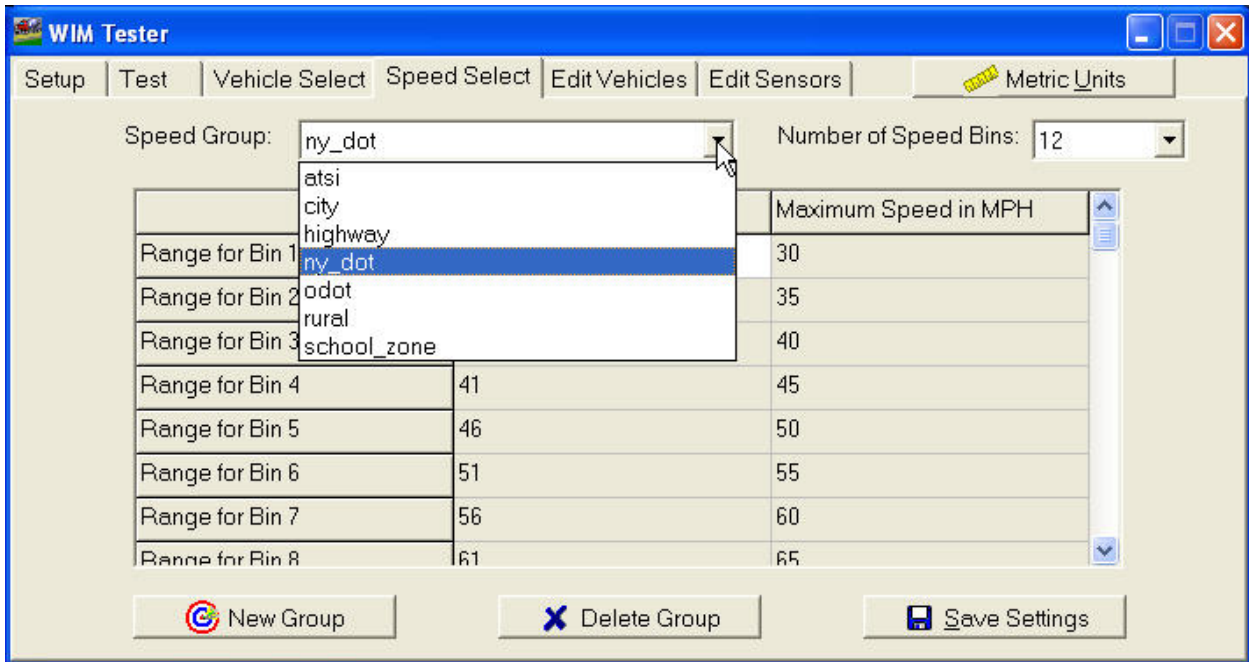 WIM Tester
Setup Test Vehicle Select Speed Select Edit Vehicles Edit Sensors Metric Units
Speed Group: ny_dot Number of Speed Bins: 12
atsi
city
highway
ny_dot
odot
rural
school_zone
Maximum Speed in MPH
Range for Bin 1 30
Range for Bin 2 35
Range for Bin 3 40
Range for Bin 4 41 45
Range for Bin 5 46 50
Range for Bin 6 51 55
Range for Bin 7 56 60
Range for Bin 8 61 65
New Group Delete Group Save Settings